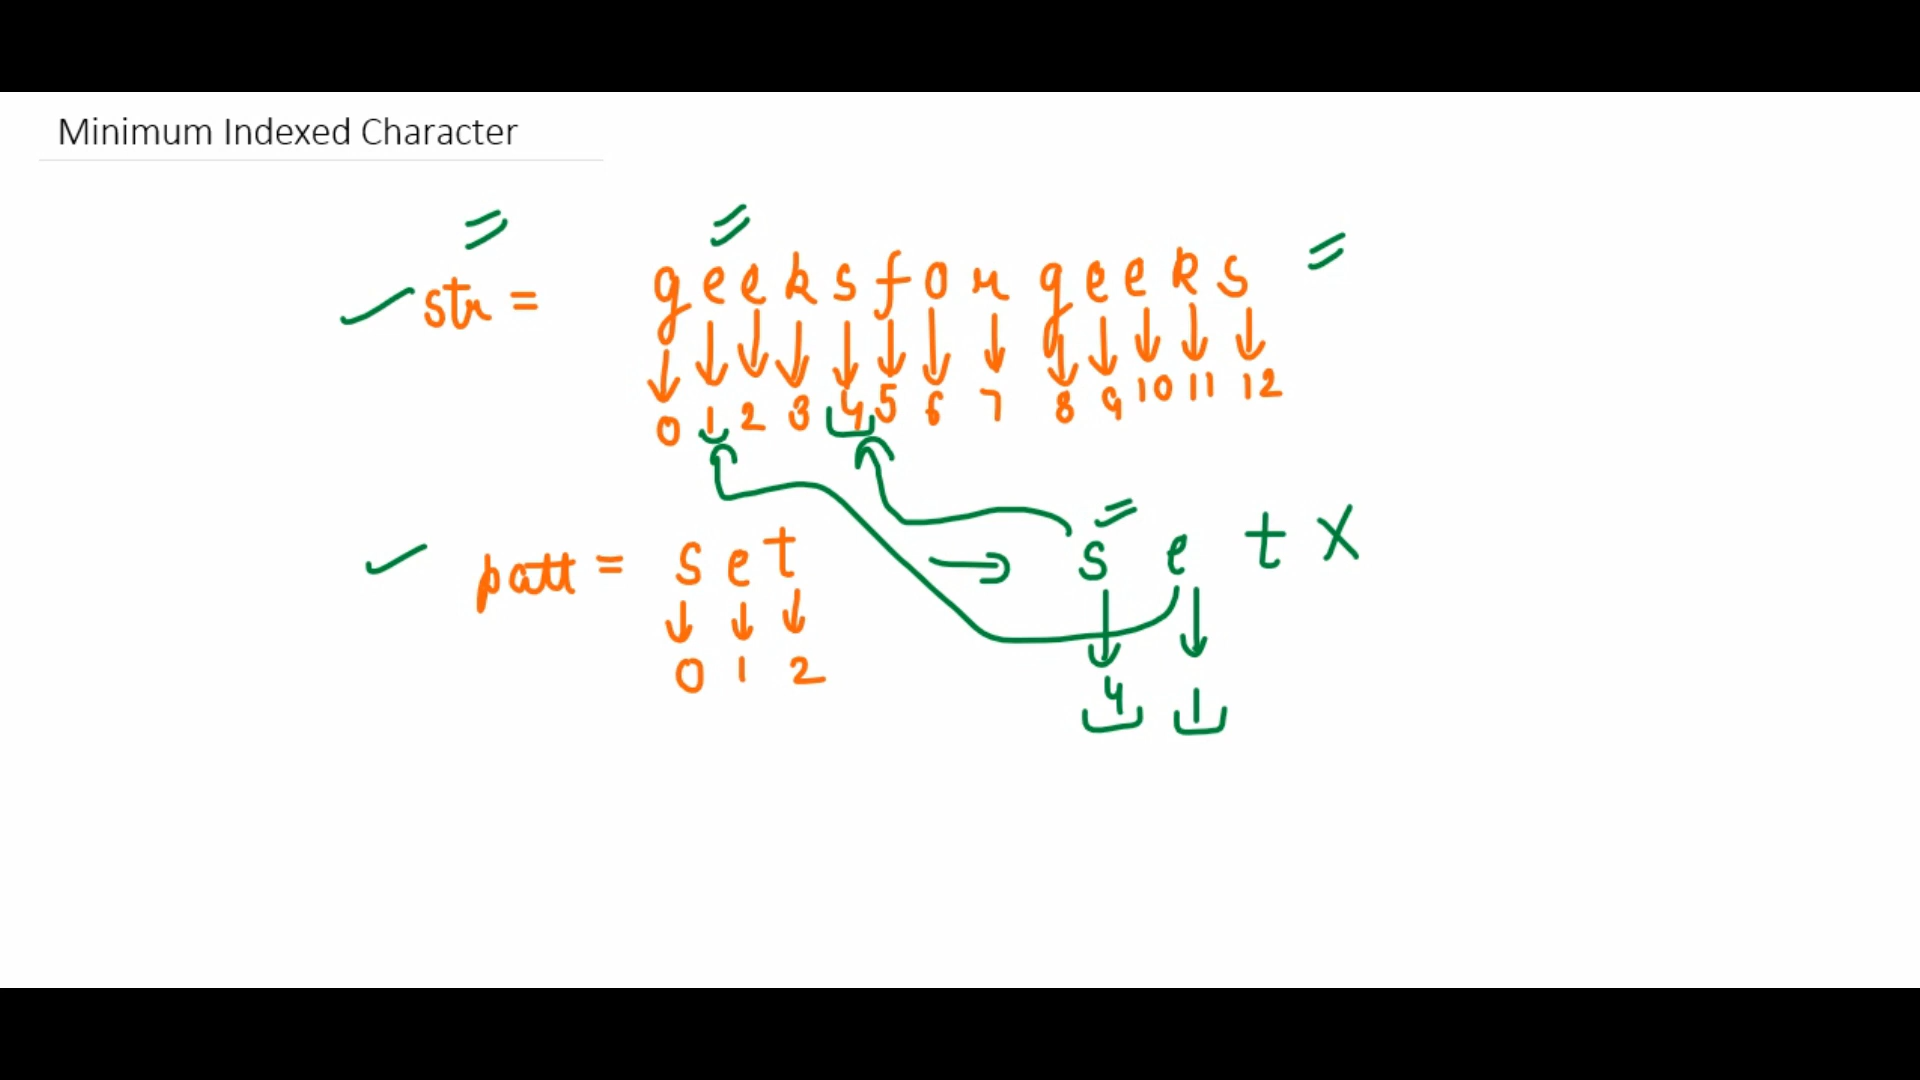 Minimum Indexed Character
str = geeksforgeeks
0 1 2 3 4 5 6 7 8 9 10 11 12
patt = set s e t X
0 1 2 4 1